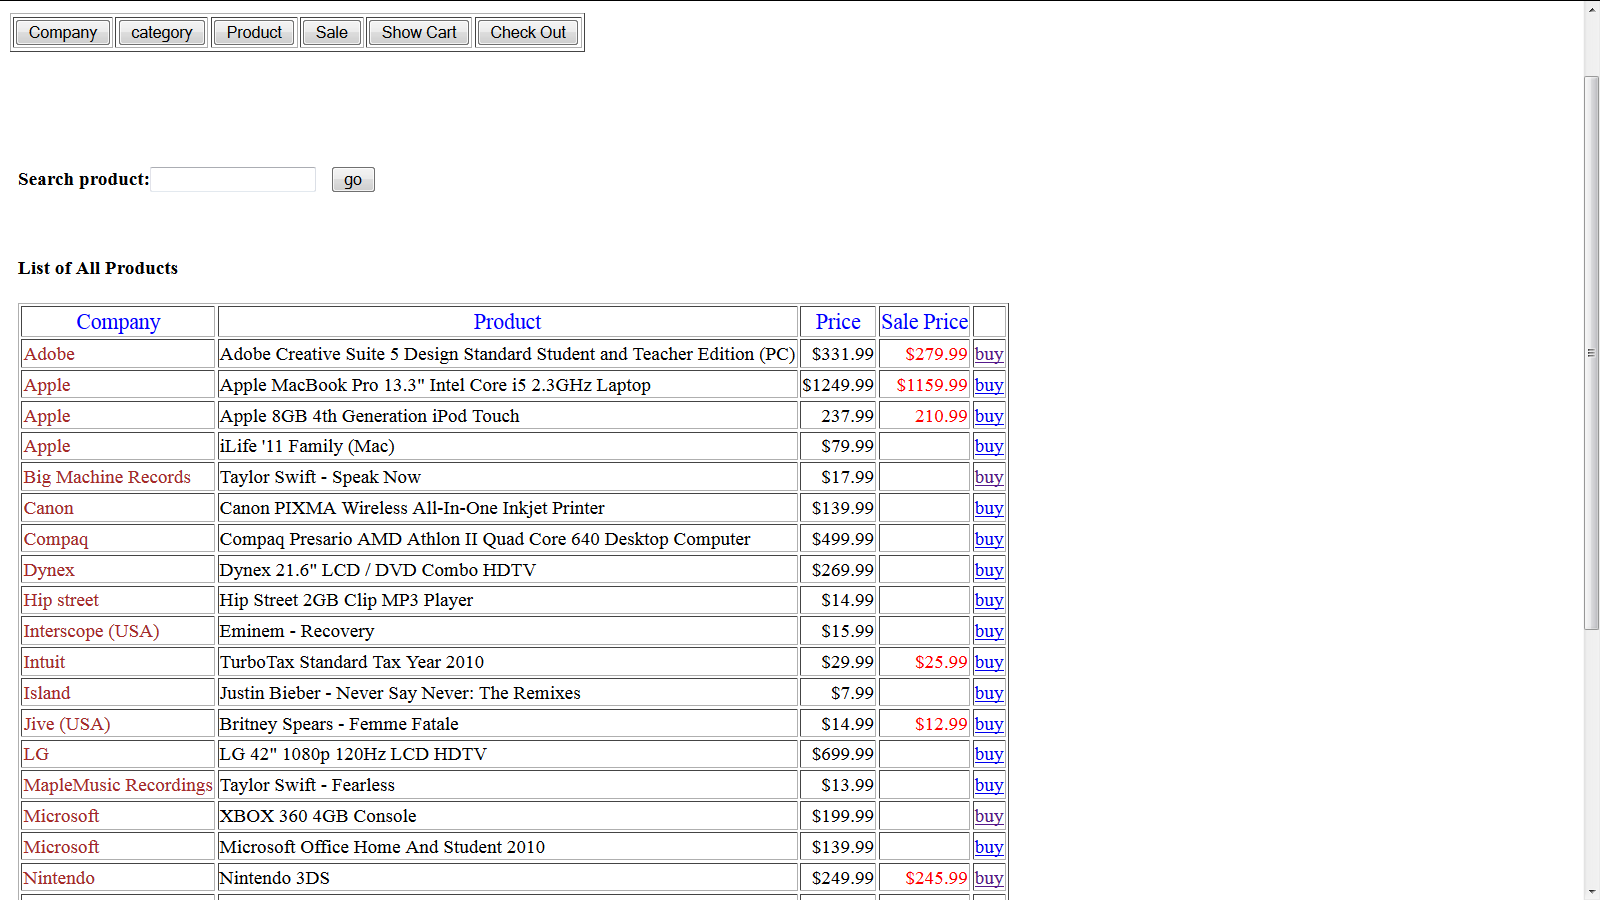 Company category Product Sale Show Cart Check Out
Search product: go
List of All Products
Company Product Price Sale Price
Adobe Adobe Creative Suite 5 Design Standard Student and Teacher Edition (PC) $331.99 $279.99 buy
Apple Apple MacBook Pro 13.3" Intel Core i5 2.3GHz Laptop $1249.99 $1159.99 buy
Apple Apple 8GB 4th Generation iPod Touch 237.99 210.99 buy
Apple iLife '11 Family (Mac) $79.99 buy
Big Machine Records Taylor Swift - Speak Now $17.99 buy
Canon Canon PIXMA Wireless All-In-One Inkjet Printer $139.99 buy
Compaq Compaq Presario AMD Athlon II Quad Core 640 Desktop Computer $499.99 buy
Dynex Dynex 21.6" LCD / DVD Combo HDTV $269.99 buy
Hip street Hip Street 2GB Clip MP3 Player $14.99 buy
Interscope (USA) Eminem - Recovery $15.99 buy
Intuit TurboTax Standard Tax Year 2010 $29.99 $25.99 buy
Island Justin Bieber - Never Say Never: The Remixes $7.99 buy
Jive (USA) Britney Spears - Femme Fatale $14.99 $12.99 buy
LG LG 42" 1080p 120Hz LCD HDTV $699.99 buy
MapleMusic Recordings Taylor Swift - Fearless $13.99 buy
Microsoft XBOX 360 4GB Console $199.99 buy
Microsoft Microsoft Office Home And Student 2010 $139.99 buy
Nintendo Nintendo 3DS $249.99 $245.99 buy